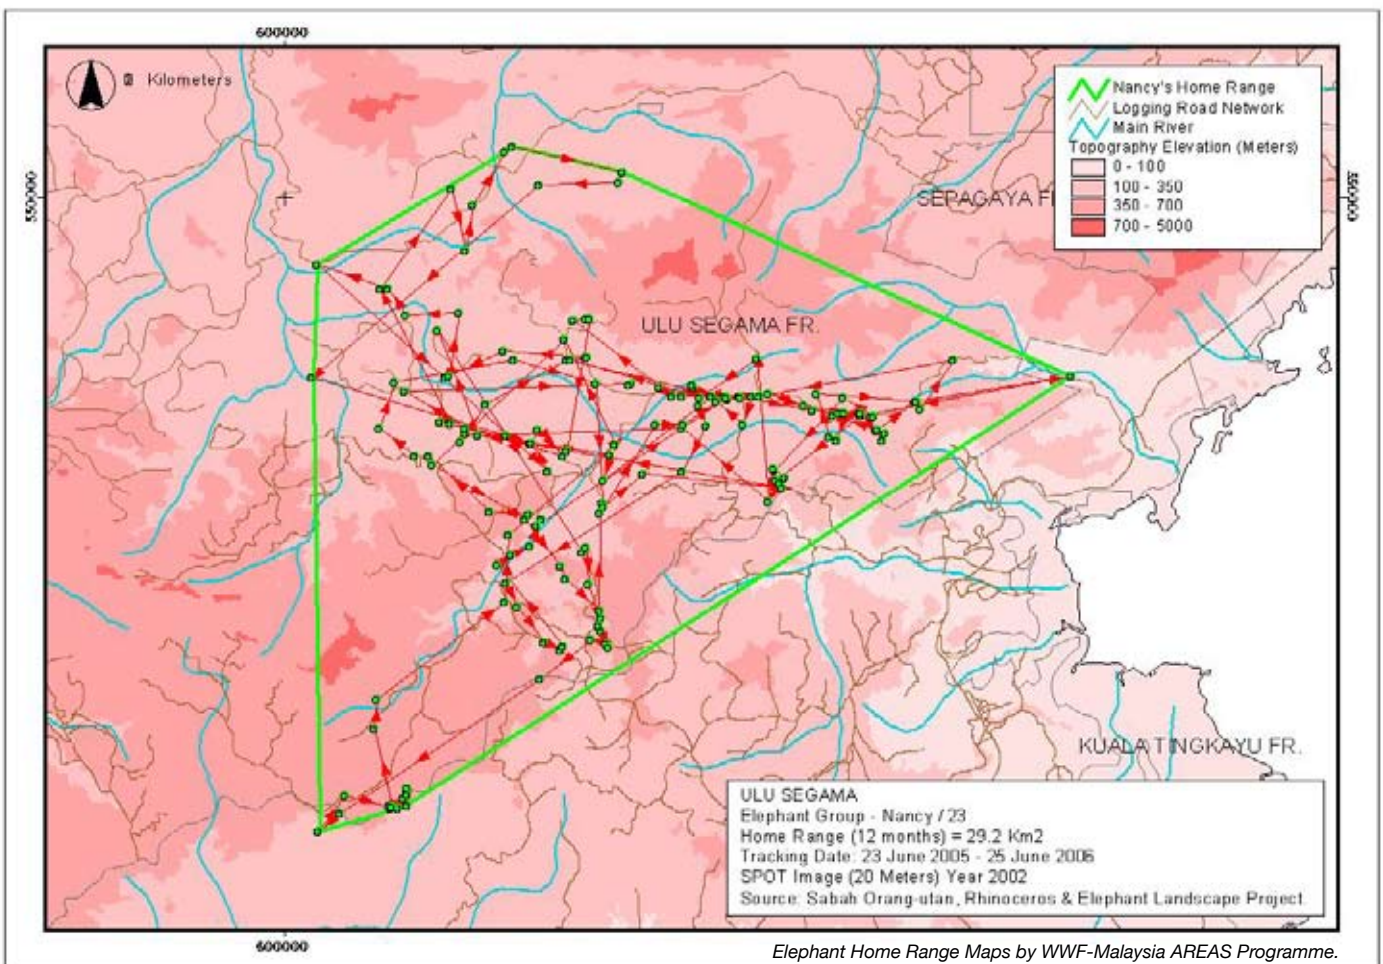 600000
Kilometers
Nancy's Home Range
Logging Road Network
Main River
Topography Elevation (Meters)
0 - 100
100 - 350
350 - 700
700 - 5000
550000
550000
SEPAGAYA F
ULU SEGAMA FR.
KUALA TINGKAYU FR.
ULU SEGAMA
Elephant Group - Nancy / 23
Home Range (12 months) = 29.2 Km2
Tracking Date: 23 June 2005 - 25 June 2006
SPOT Image (20 Meters) Year 2002
Source: Sabah Orang-utan, Rhinoceros & Elephant Landscape Project.
600000
Elephant Home Range Maps by WWF-Malaysia AREAS Programme.